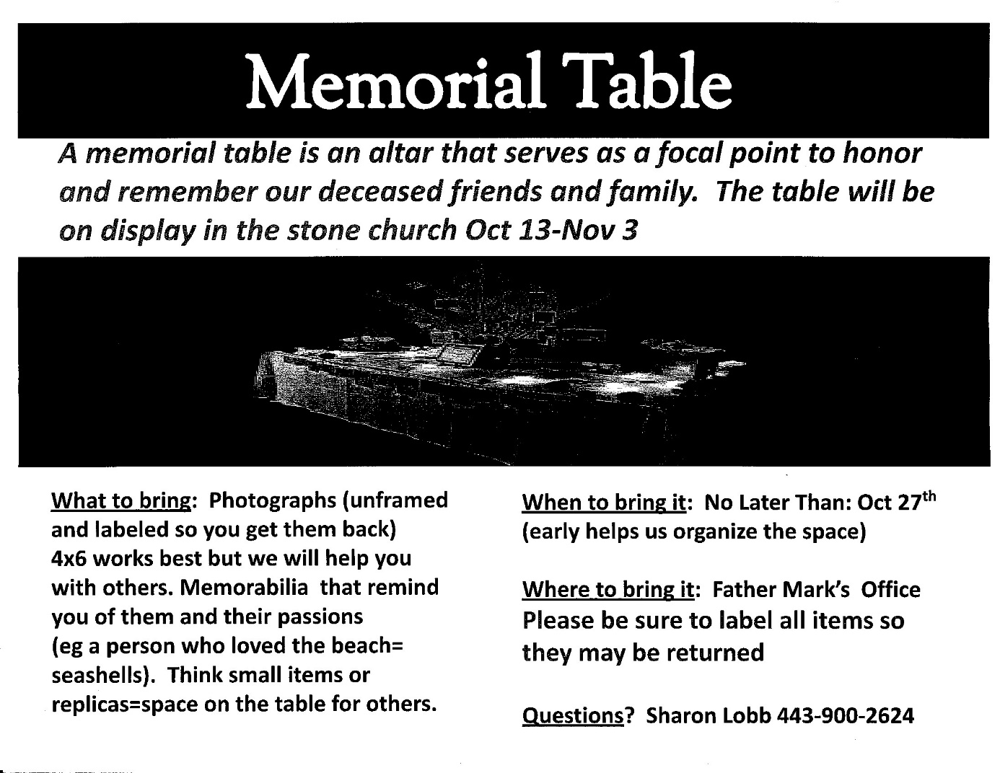 Memorial Table
A memorial table is an altar that serves as a focal point to honor
and remember our deceased friends and family.  The table will be
on display in the stone church Oct 13-Nov 3
What to bring:  Photographs (unframed
and labeled so you get them back)
4x6 works best but we will help you
with others. Memorabilia  that remind
you of them and their passions
(eg a person who loved the beach=
seashells).  Think small items or
replicas=space on the table for others.
When to bring it:  No Later Than: Oct 27th
(early helps us organize the space)
Where to bring it:  Father Mark's  Office
Please be sure to label all items so
they may be returned
Questions?  Sharon Lobb 443-900-2624